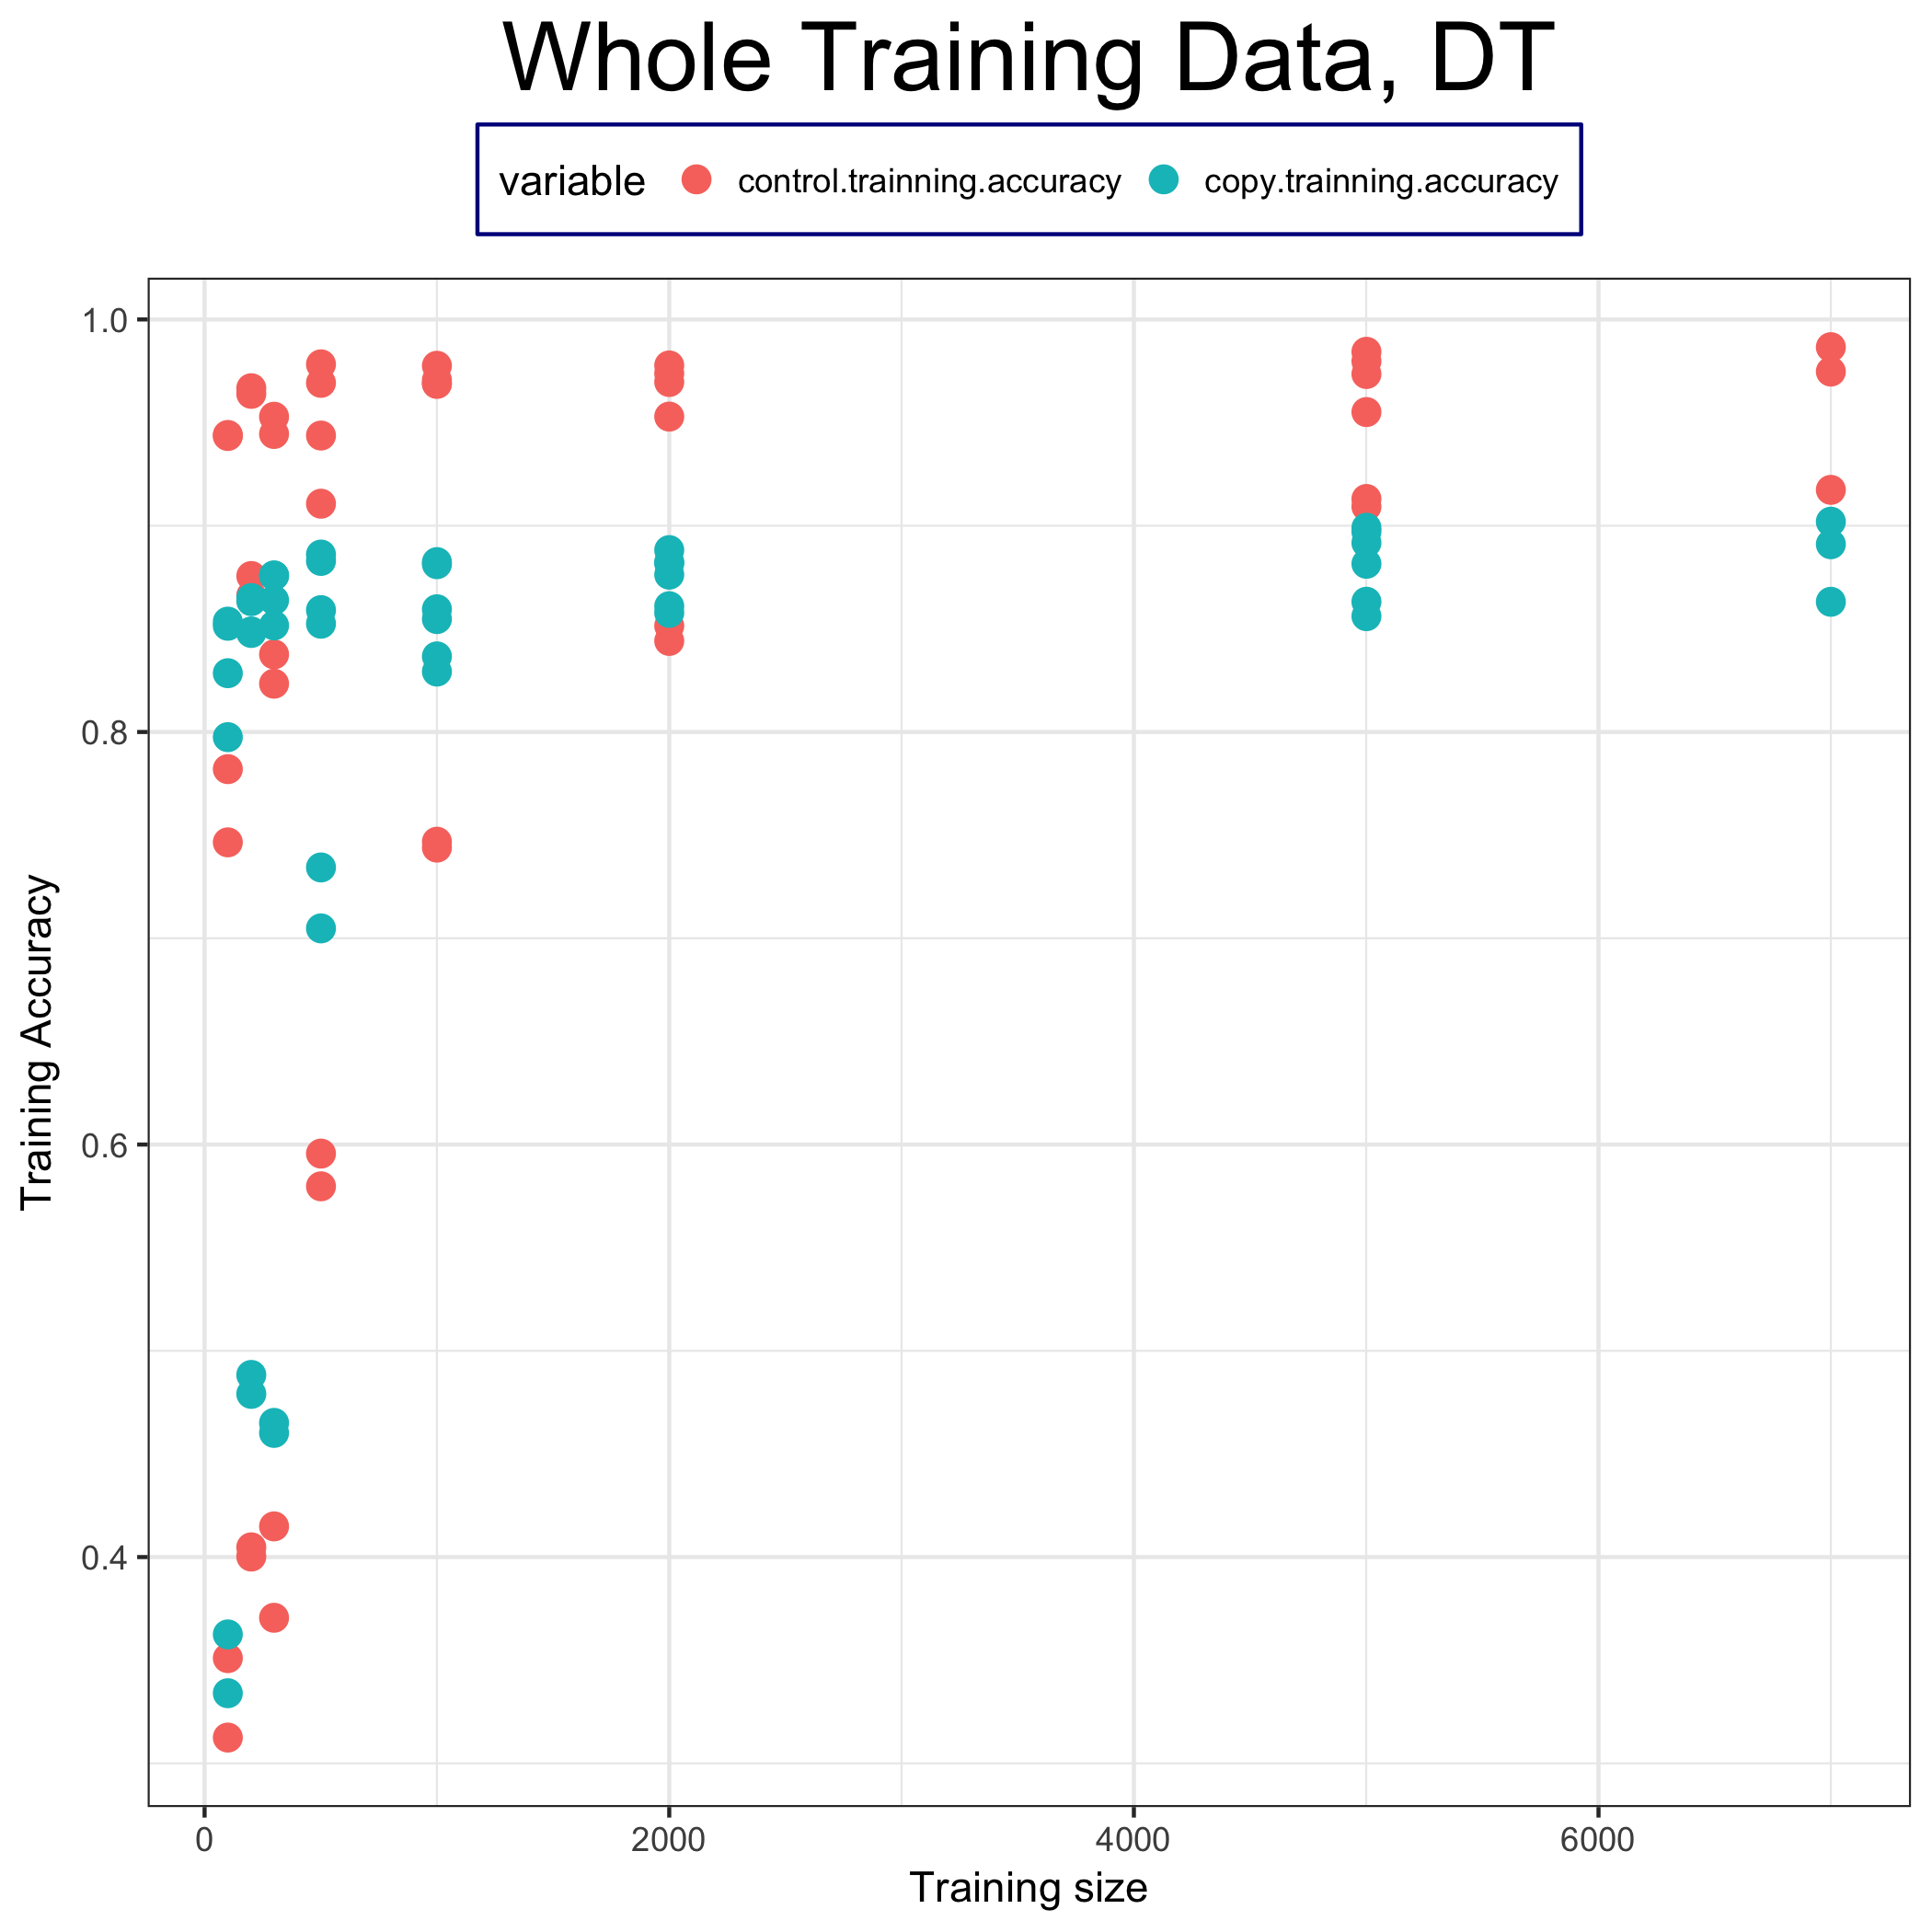 Whole Training Data, DT
variable control.trainning.accuracy copy.trainning.accuracy
1.0
0.8
0.6
0.4
Training Accuracy
0 2000 4000 6000
Training size